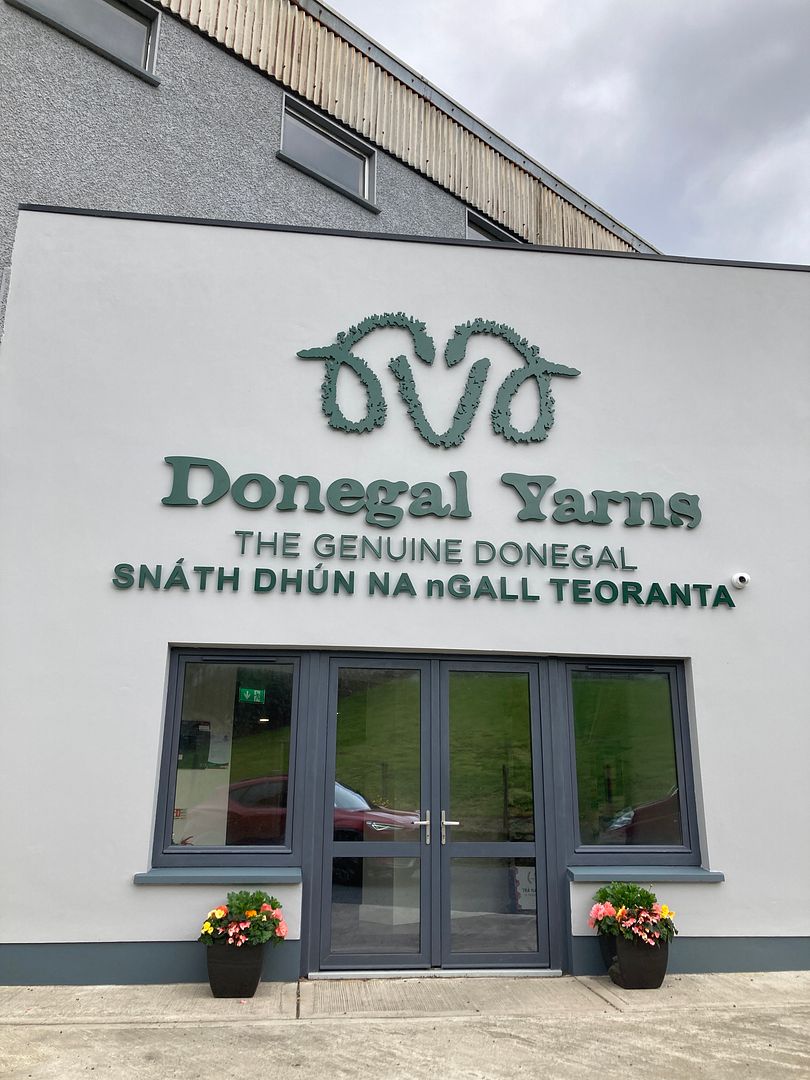 Donegal Yarns
THE GENUINE DONEGAL
SNÁTH DHÚN NA nGALL TEORANTA